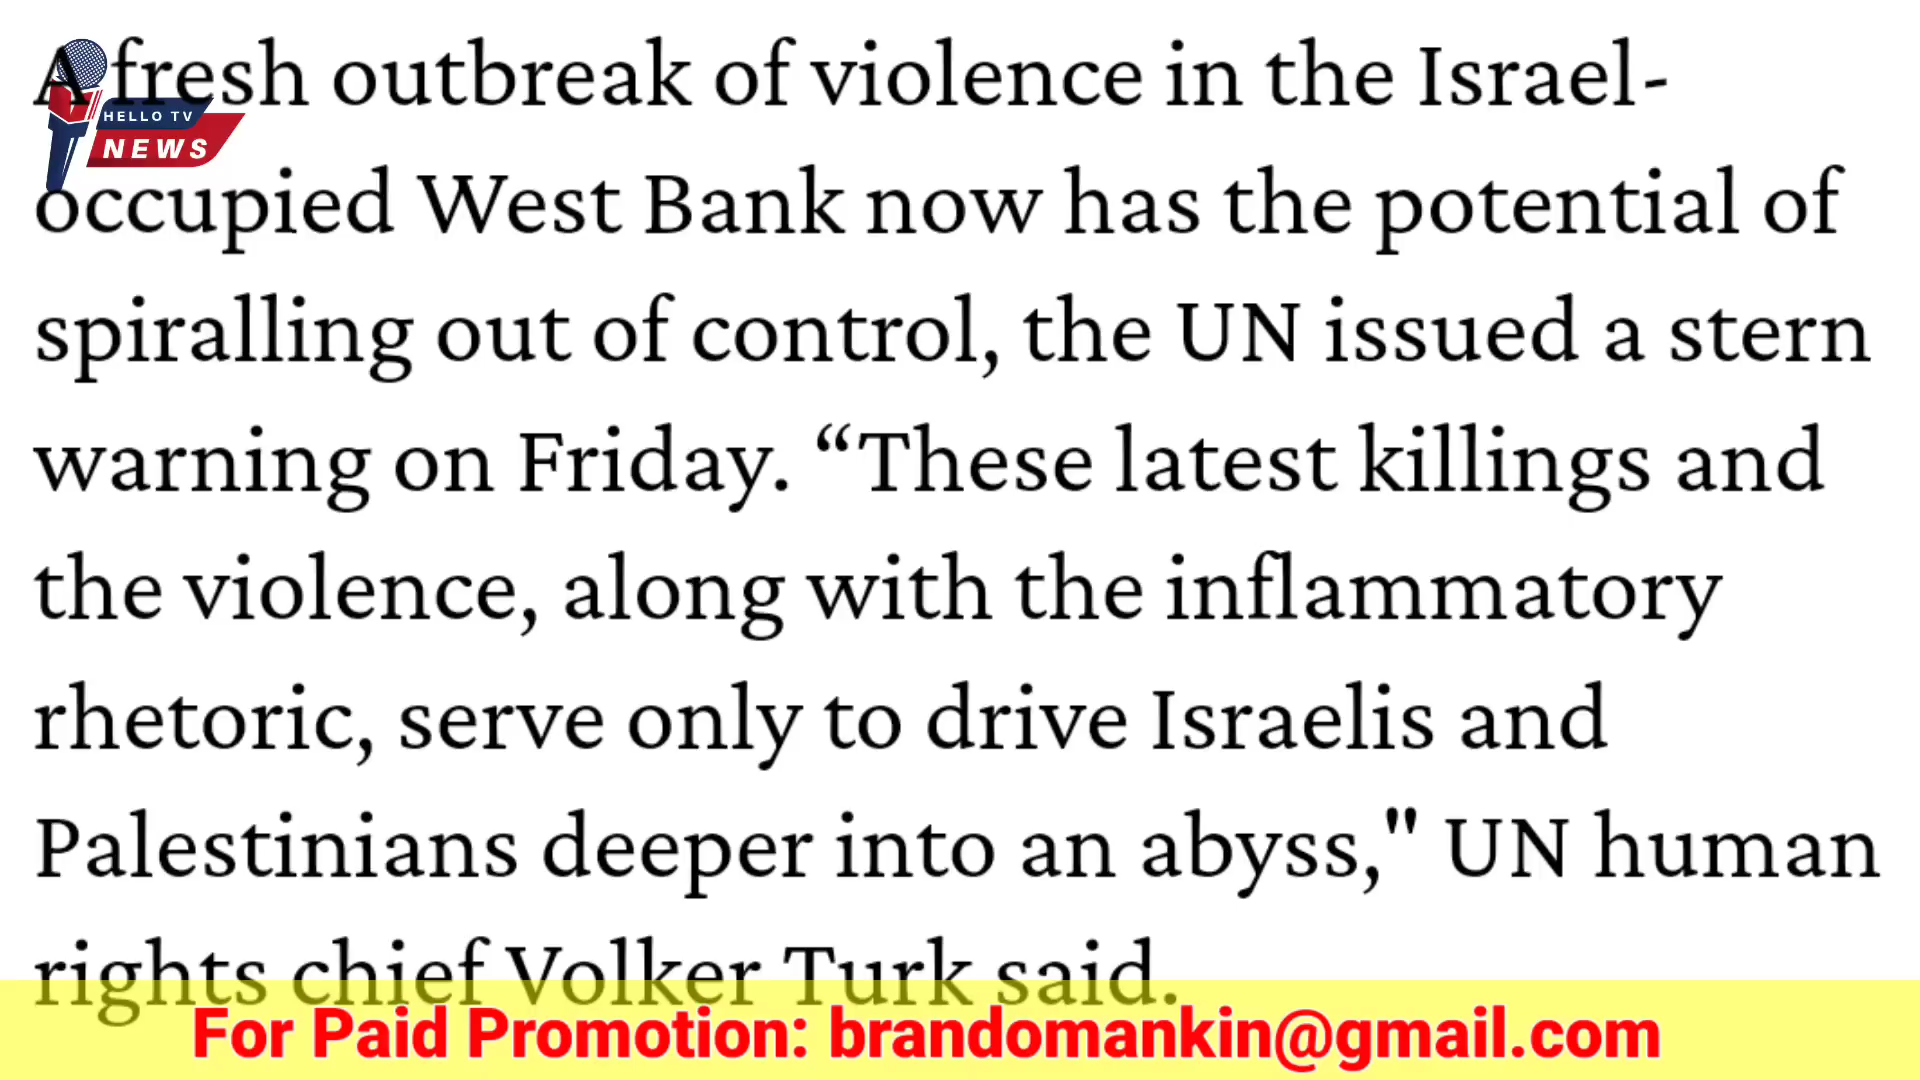 A fresh outbreak of violence in the Israel-
HELLO TV
NEWS
occupied West Bank now has the potential of
spiralling out of control, the UN issued a stern
warning on Friday. “These latest killings and
the violence, along with the inflammatory
rhetoric, serve only to drive Israelis and
Palestinians deeper into an abyss," UN human
rights chief Volker Turk said.
For Paid Promotion: brandomankin@gmail.com